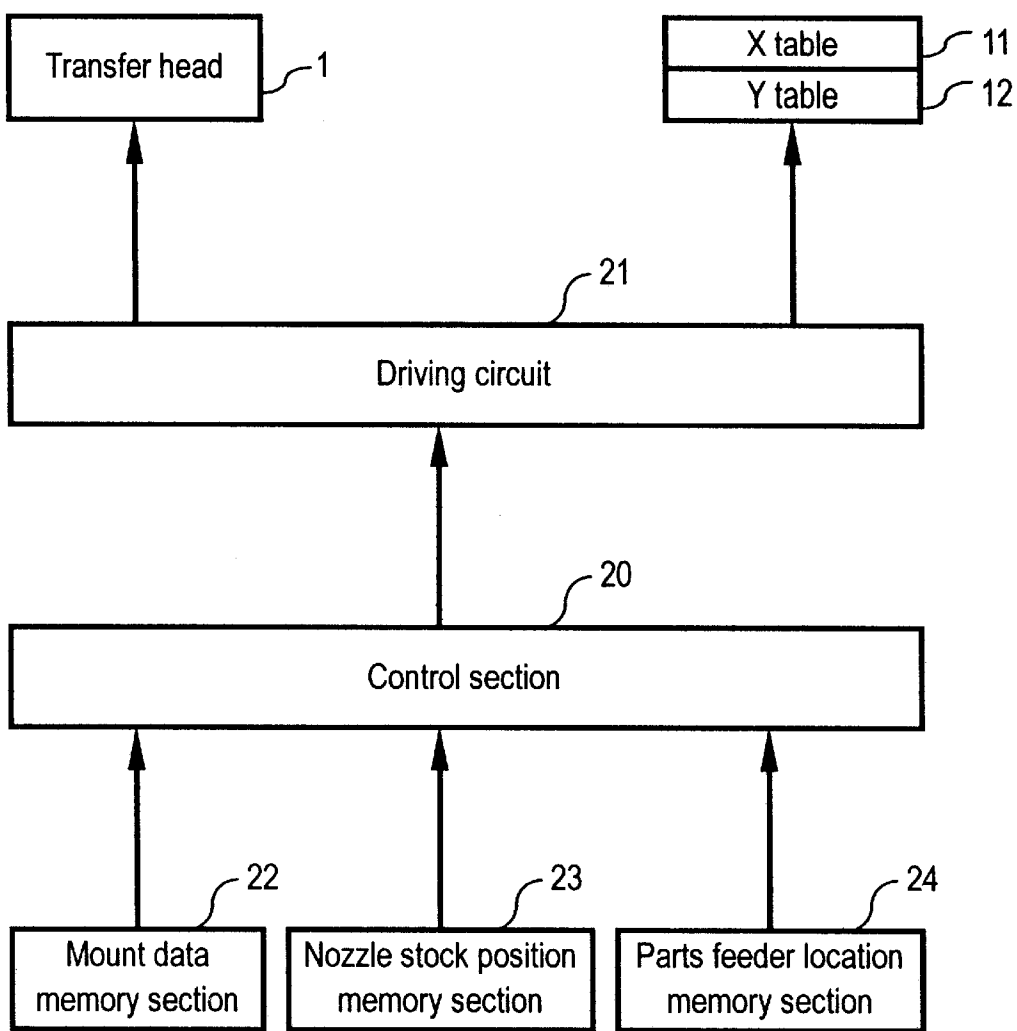 Transfer head
1
X table
11
Y table
12
21
Driving circuit
20
Control section
22
Mount data
memory section
23
Nozzle stock position
memory section
24
Parts feeder location
memory section